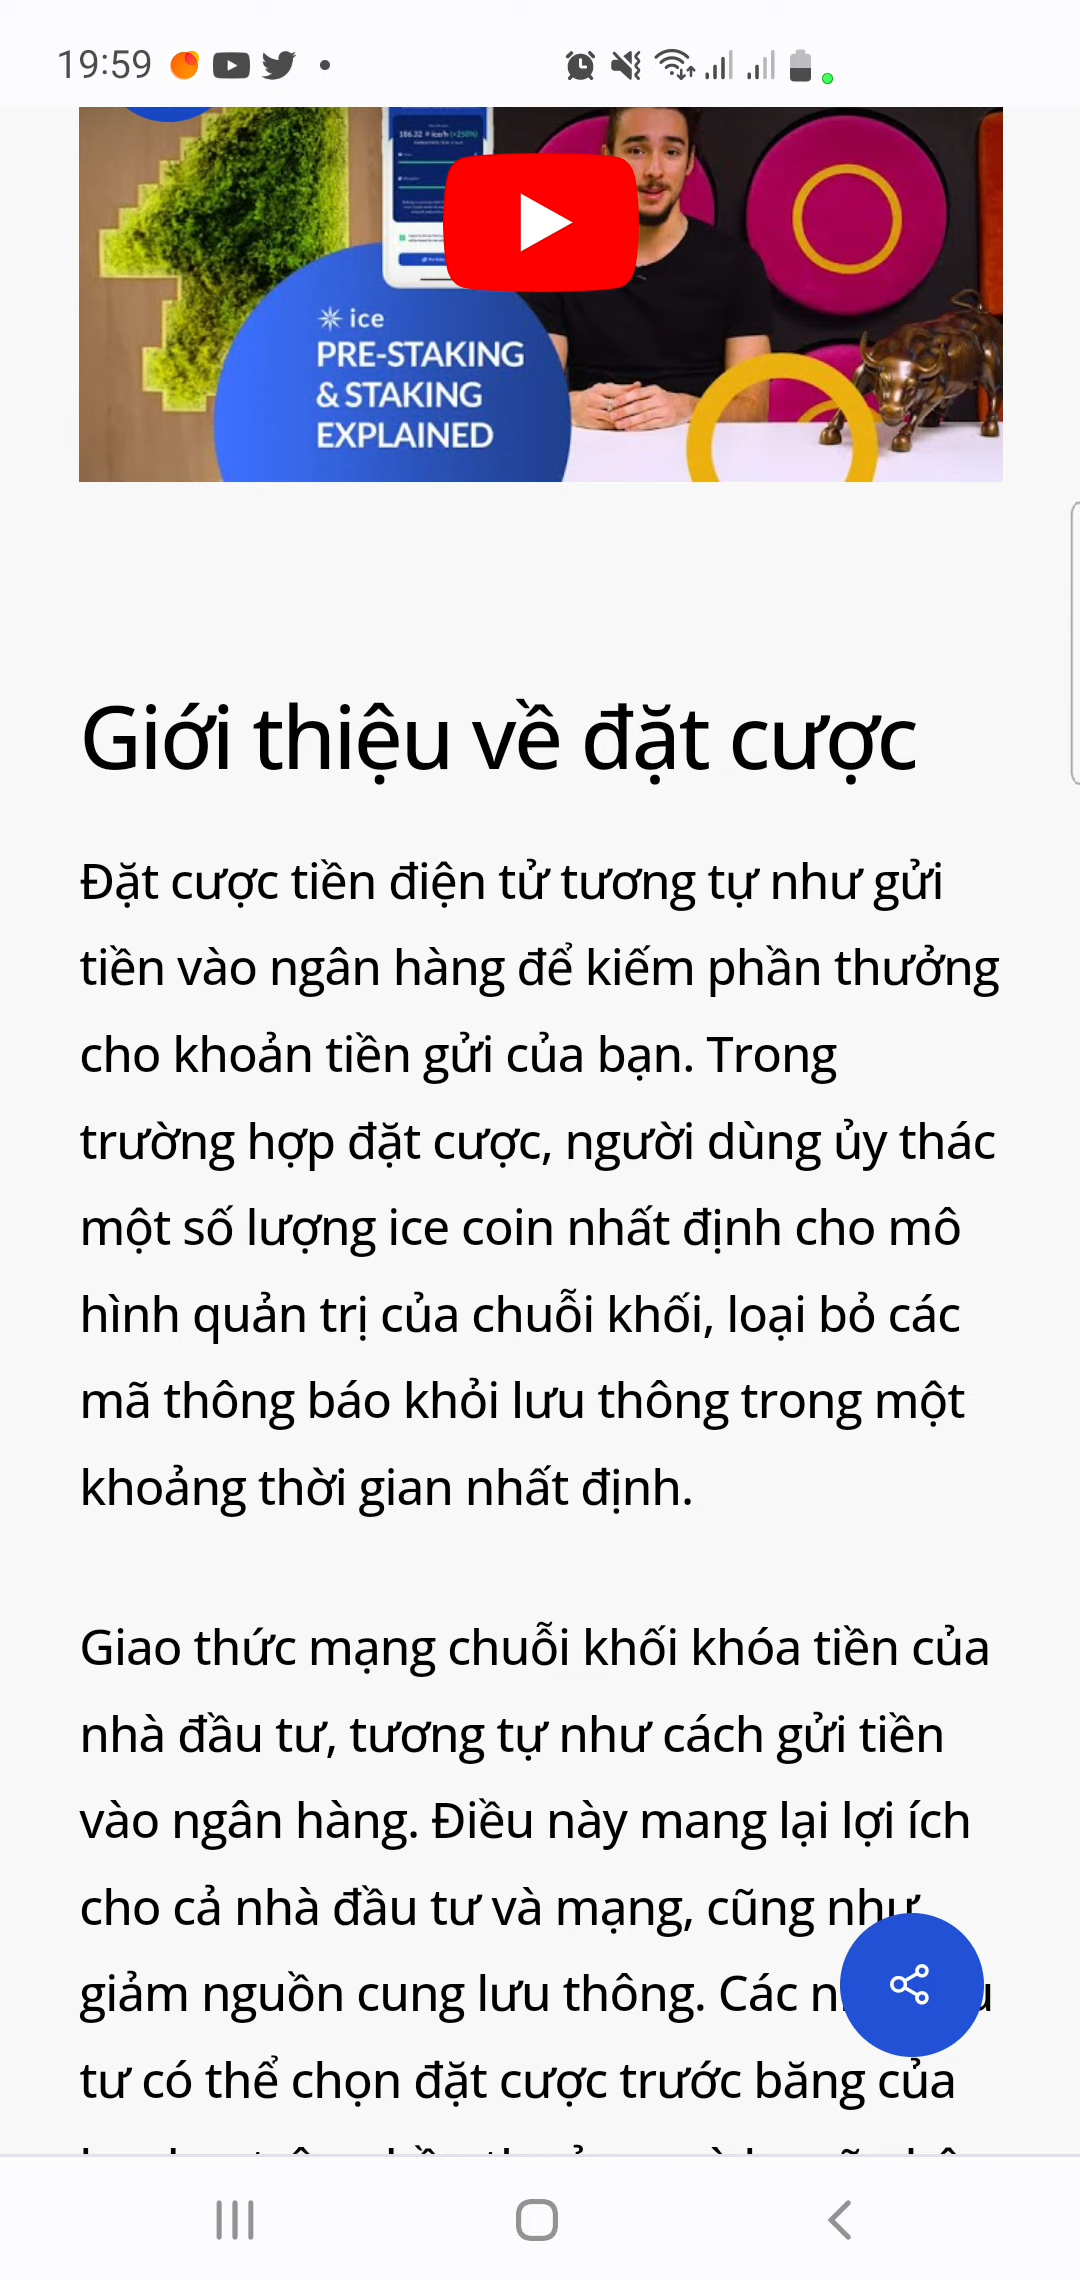 19:59
186.32 ice/h (+250%)
ice
PRE-STAKING
& STAKING
EXPLAINED
Giới thiệu về đặt cược
Đặt cược tiền điện tử tương tự như gửi
tiền vào ngân hàng để kiếm phần thưởng
cho khoản tiền gửi của bạn. Trong
trường hợp đặt cược, người dùng ủy thác
một số lượng ice coin nhất định cho mô
hình quản trị của chuỗi khối, loại bỏ các
mã thông báo khỏi lưu thông trong một
khoảng thời gian nhất định.
Giao thức mạng chuỗi khối khóa tiền của
nhà đầu tư, tương tự như cách gửi tiền
vào ngân hàng. Điều này mang lại lợi ích
cho cả nhà đầu tư và mạng, cũng như
giảm nguồn cung lưu thông. Các
tư có thể chọn đặt cược trước băng của